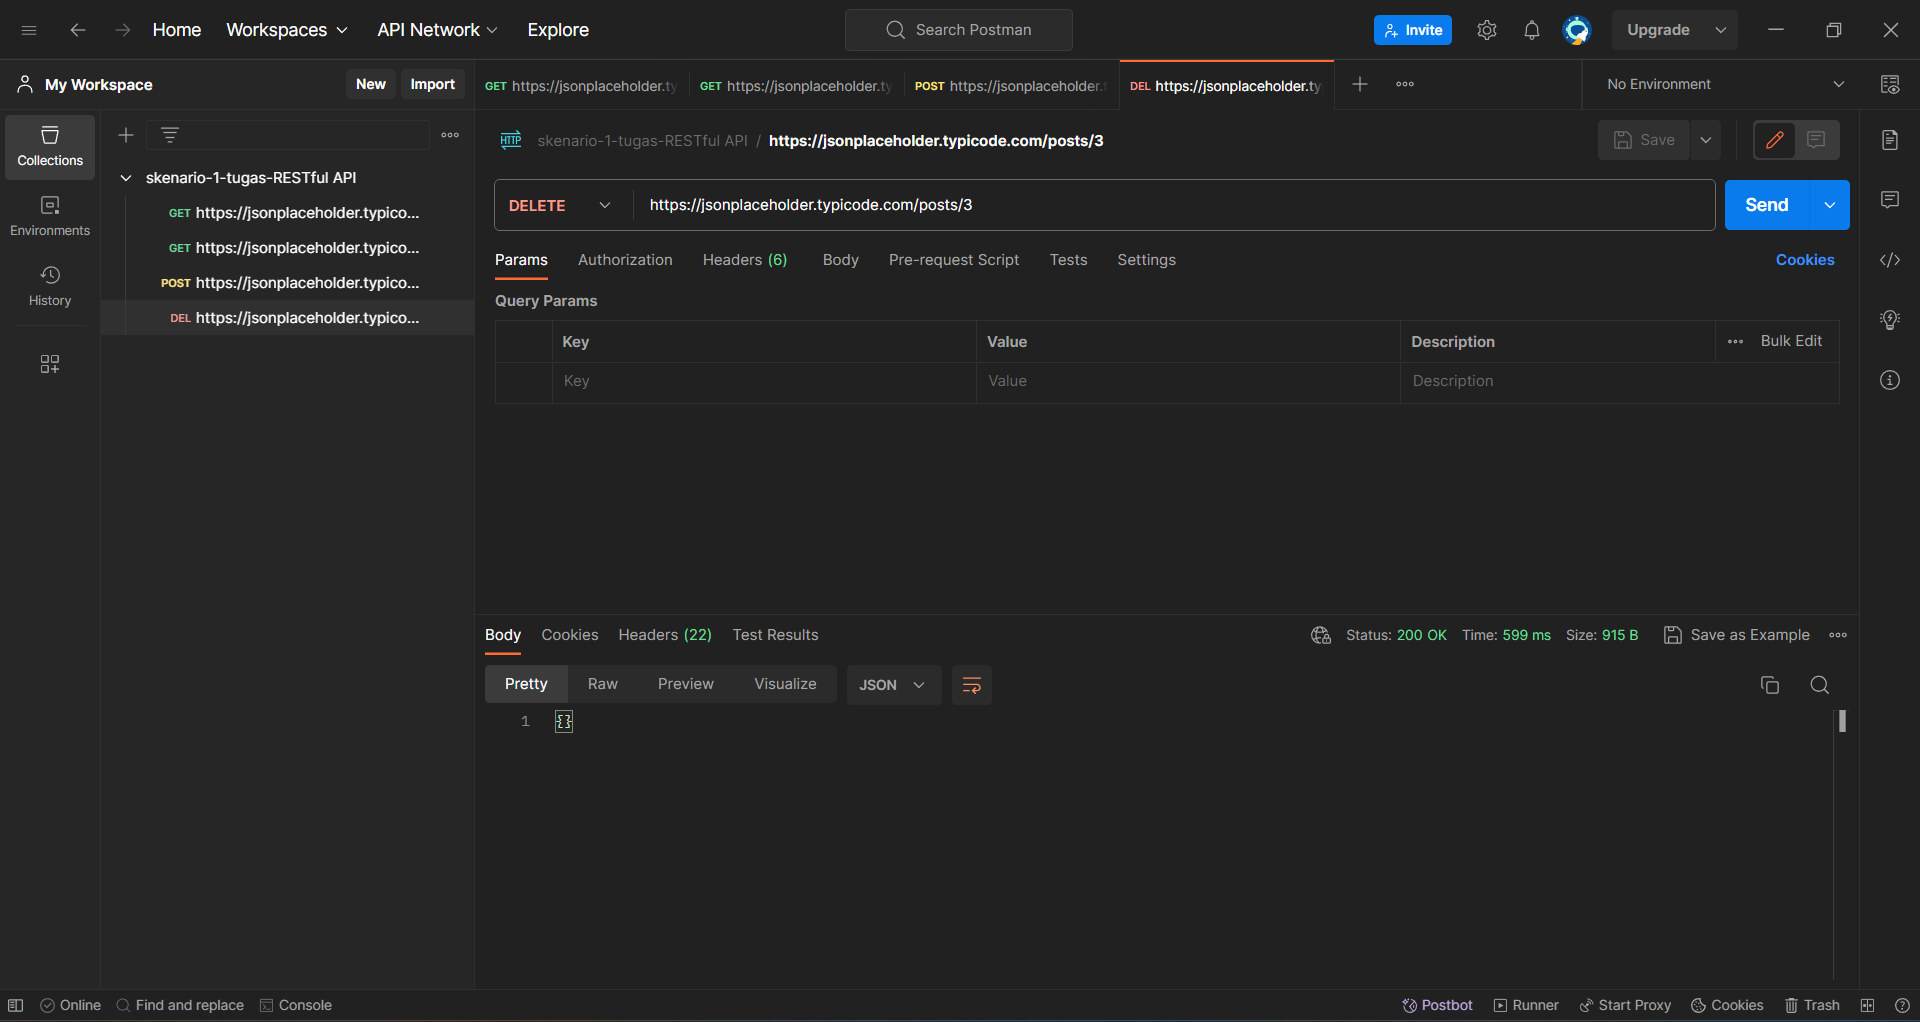 Home Workspaces API Network Explore Search Postman Invite Upgrade
My Workspace New Import GET https://jsonplaceholder.ty GET https://jsonplaceholder.ty POST https://jsonplaceholder. DEL https://jsonplaceholder.ty No Environment
Collections
Environments
History
skenario-1-tugas-RESTful API
GET https://jsonplaceholder.typico...
GET https://jsonplaceholder.typico...
POST https://jsonplaceholder.typico...
DEL https://jsonplaceholder.typico...
HTTP skenario-1-tugas-RESTful API / https://jsonplaceholder.typicode.com/posts/3 Save
DELETE https://jsonplaceholder.typicode.com/posts/3 Send
Params Authorization Headers (6) Body Pre-request Script Tests Settings Cookies
Query Params
Key Value Description Bulk Edit
Key Value Description
Body Cookies Headers (22) Test Results Status: 200 OK Time: 599 ms Size: 915 B Save as Example
Pretty Raw Preview Visualize JSON
1 {}
Online Find and replace Console Postbot Runner Start Proxy Cookies Trash